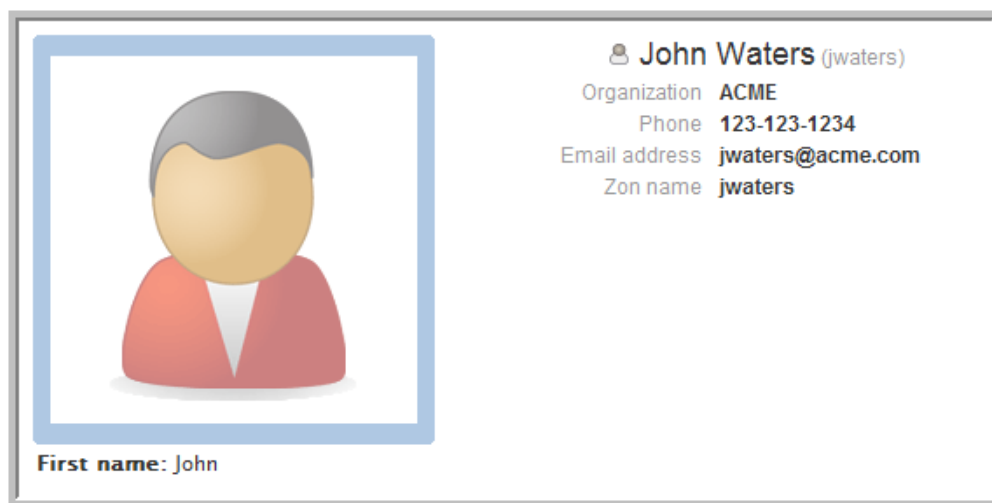 John Waters (jwaters)
Organization ACME
Phone 123-123-1234
Email address jwaters@acme.com
Zon name jwaters
First name: John